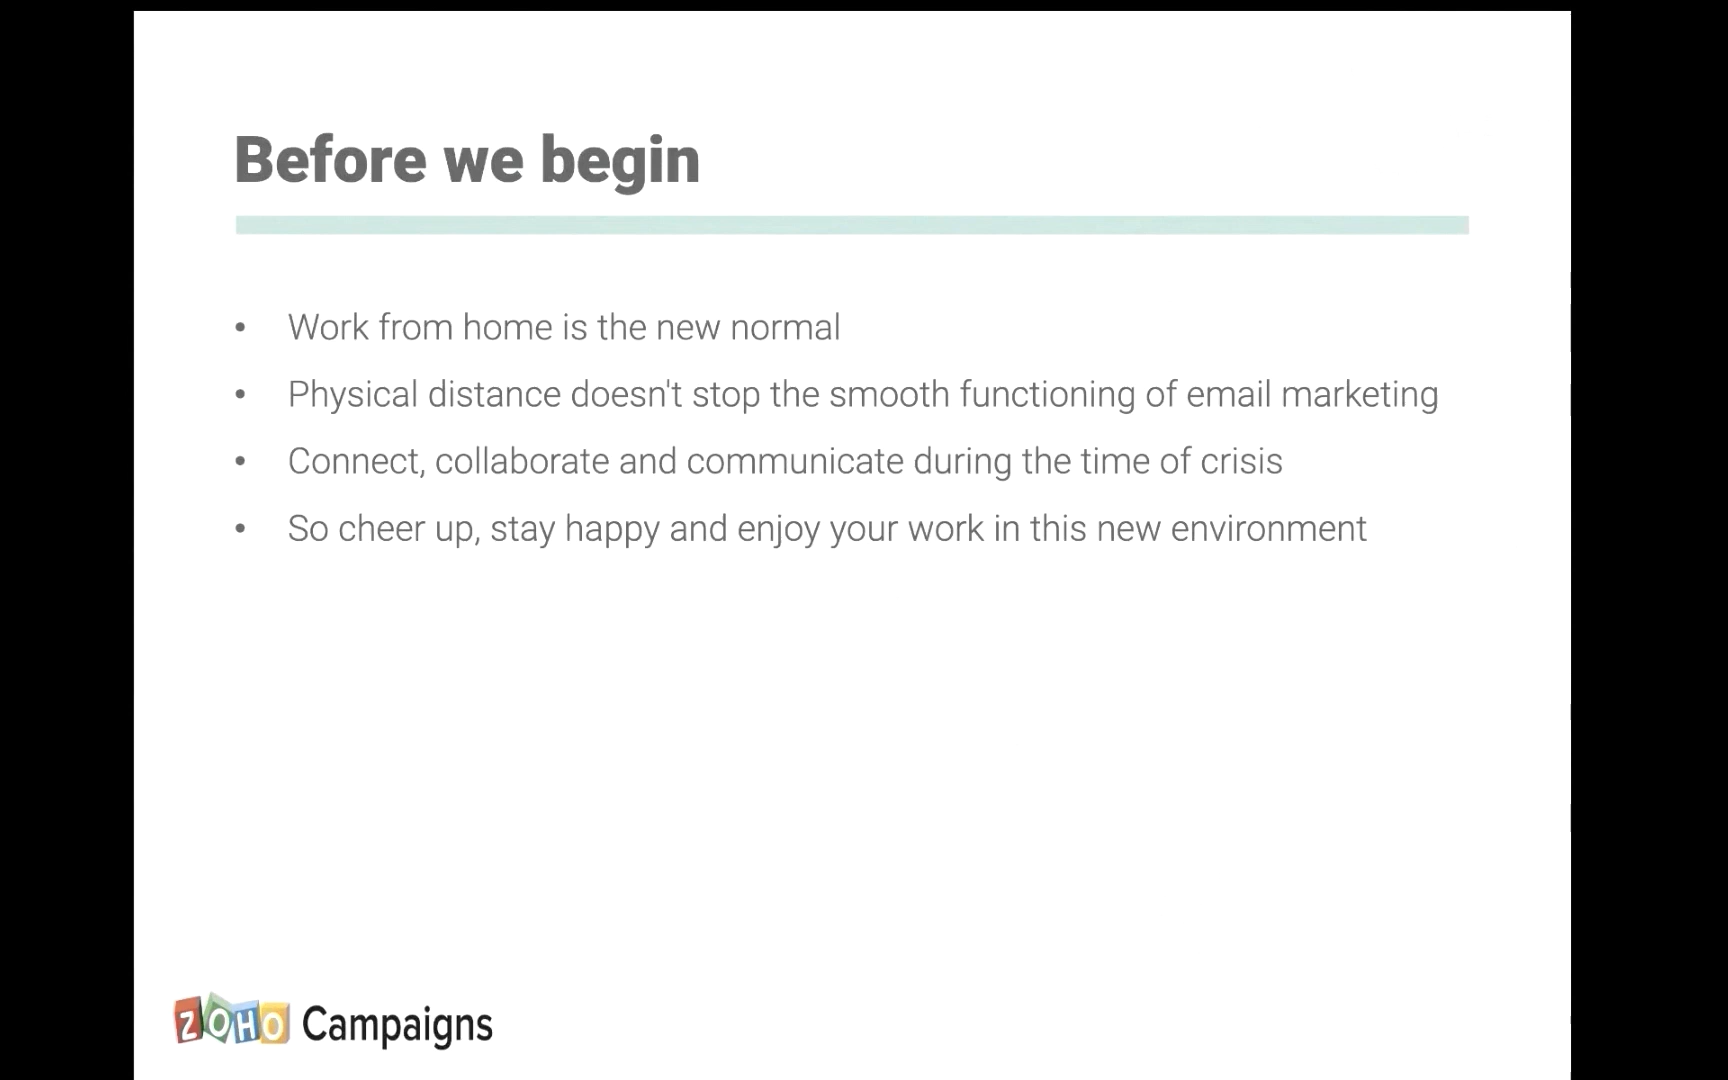 Before we begin
• Work from home is the new normal
• Physical distance doesn't stop the smooth functioning of email marketing
• Connect, collaborate and communicate during the time of crisis
• So cheer up, stay happy and enjoy your work in this new environment
ZOHO Campaigns